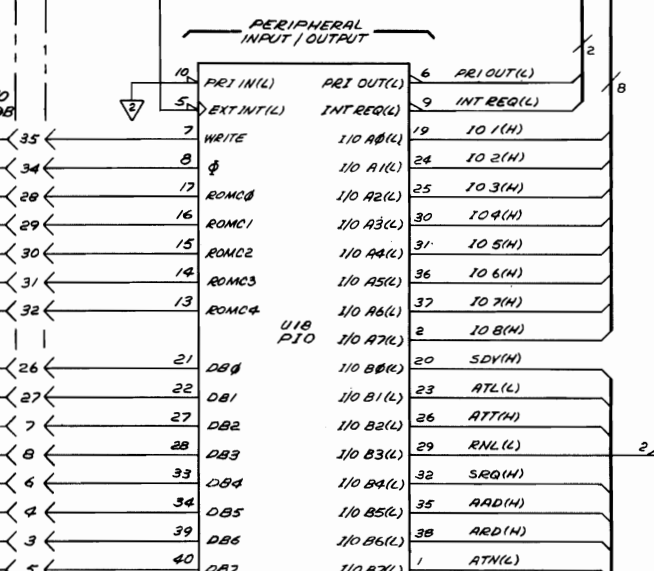 PERIPHERAL
INPUT / OUTPUT
2
8
10 PRI IN(L) PRI OUT(L) 6 PRI OUT(L)
2
5 EXT INT(L) INT REQ(L) 9 INT REQ(L)
35 7 WRITE I/O AØ(L) 19 IO 1(H)
34 8 Φ I/O A1(L) 24 IO 2(H)
28 17 ROMCØ I/O A2(L) 25 IO 3(H)
29 16 ROMC1 I/O A3(L) 30 IO 4(H)
30 15 ROMC2 I/O A4(L) 31 IO 5(H)
31 14 ROMC3 I/O A5(L) 36 IO 6(H)
32 13 ROMC4 I/O A6(L) 37 IO 7(H)
U18
PIO I/O A7(L) 2 IO 8(H)
26 21 DBØ I/O BØ(L) 20 SDV(H)
27 22 DB1 I/O B1(L) 23 ATL(L)
7 27 DB2 I/O B2(L) 26 ATT(H)
8 28 DB3 I/O B3(L) 29 RNL(L) 2
6 33 DB4 I/O B4(L) 32 SRQ(H)
4 34 DB5 I/O B5(L) 35 AAD(H)
3 39 DB6 I/O B6(L) 38 ARD(H)
5 40 DB7 I/O B7(L) 1 ATN(L)